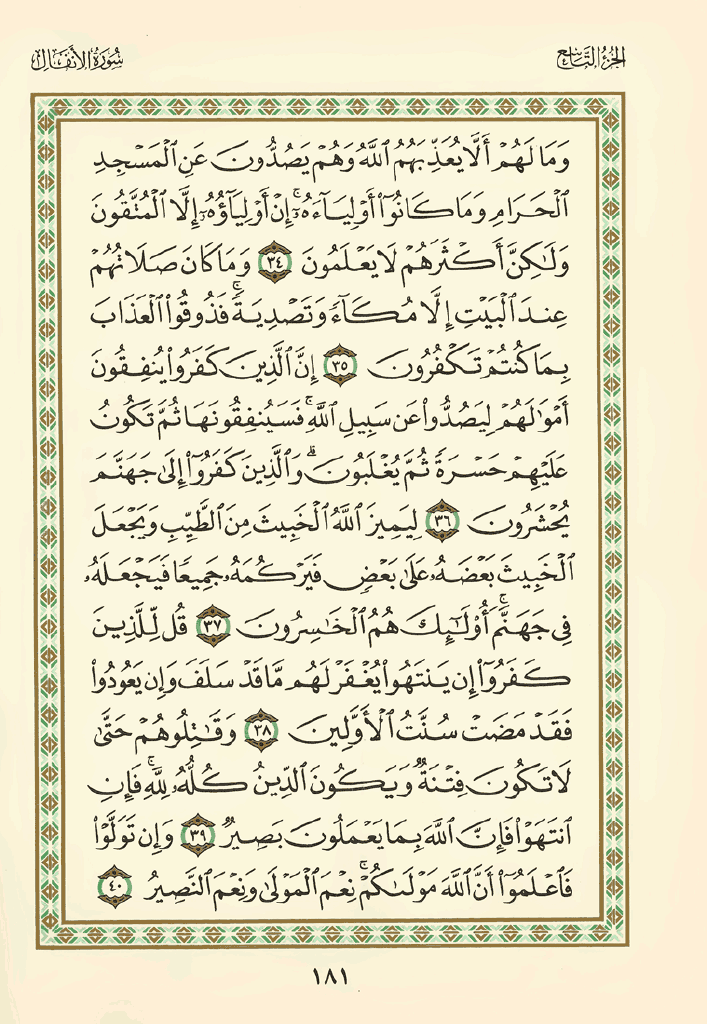 الجزء التاسع
سورة الأنفال
وَمَا لَهُمْ أَلَّا يُعَذِّبَهُمُ ٱللَّهُ وَهُمْ يَصُدُّونَ عَنِ ٱلْمَسْجِدِ
ٱلْحَرَامِ وَمَا كَانُوٓا۟ أَوْلِيَآءَهُۥٓ ۚ إِنْ أَوْلِيَآؤُهُۥٓ إِلَّا ٱلْمُتَّقُونَ
وَلَٰكِنَّ أَكْثَرَهُمْ لَا يَعْلَمُونَ ٣٤ وَمَا كَانَ صَلَاتُهُمْ
عِندَ ٱلْبَيْتِ إِلَّا مُكَآءً وَتَصْدِيَةً ۚ فَذُوقُوا۟ ٱلْعَذَابَ
بِمَا كُنتُمْ تَكْفُرُونَ ٣٥ إِنَّ ٱلَّذِينَ كَفَرُوا۟ يُنفِقُونَ
أَمْوَٰلَهُمْ لِيَصُدُّوا۟ عَن سَبِيلِ ٱللَّهِ ۚ فَسَيُنفِقُونَهَا ثُمَّ تَكُونُ
عَلَيْهِمْ حَسْرَةً ثُمَّ يُغْلَبُونَ ۗ وَٱلَّذِينَ كَفَرُوٓا۟ إِلَىٰ جَهَنَّمَ
يُحْشَرُونَ ٣٦ لِيَمِيزَ ٱللَّهُ ٱلْخَبِيثَ مِنَ ٱلطَّيِّبِ وَيَجْعَلَ
ٱلْخَبِيثَ بَعْضَهُۥ عَلَىٰ بَعْضٍ فَيَرْكُمَهُۥ جَمِيعًا فَيَجْعَلَهُۥ
فِى جَهَنَّمَ ۚ أُو۟لَٰٓئِكَ هُمُ ٱلْخَٰسِرُونَ ٣٧ قُل لِّلَّذِينَ
كَفَرُوٓا۟ إِن يَنتَهُوا۟ يُغْفَرْ لَهُم مَّا قَدْ سَلَفَ وَإِن يَعُودُوا۟
فَقَدْ مَضَتْ سُنَّتُ ٱلْأَوَّلِينَ ٣٨ وَقَٰتِلُوهُمْ حَتَّىٰ
لَا تَكُونَ فِتْنَةٌ وَيَكُونَ ٱلدِّينُ كُلُّهُۥ لِلَّهِ ۚ فَإِنِ
ٱنتَهَوْا۟ فَإِنَّ ٱللَّهَ بِمَا يَعْمَلُونَ بَصِيرٌ ٣٩ وَإِن تَوَلَّوْا۟
فَٱعْلَمُوٓا۟ أَنَّ ٱللَّهَ مَوْلَىٰكُمْ ۚ نِعْمَ ٱلْمَوْلَىٰ وَنِعْمَ ٱلنَّصِيرُ ٤٠
١٨١